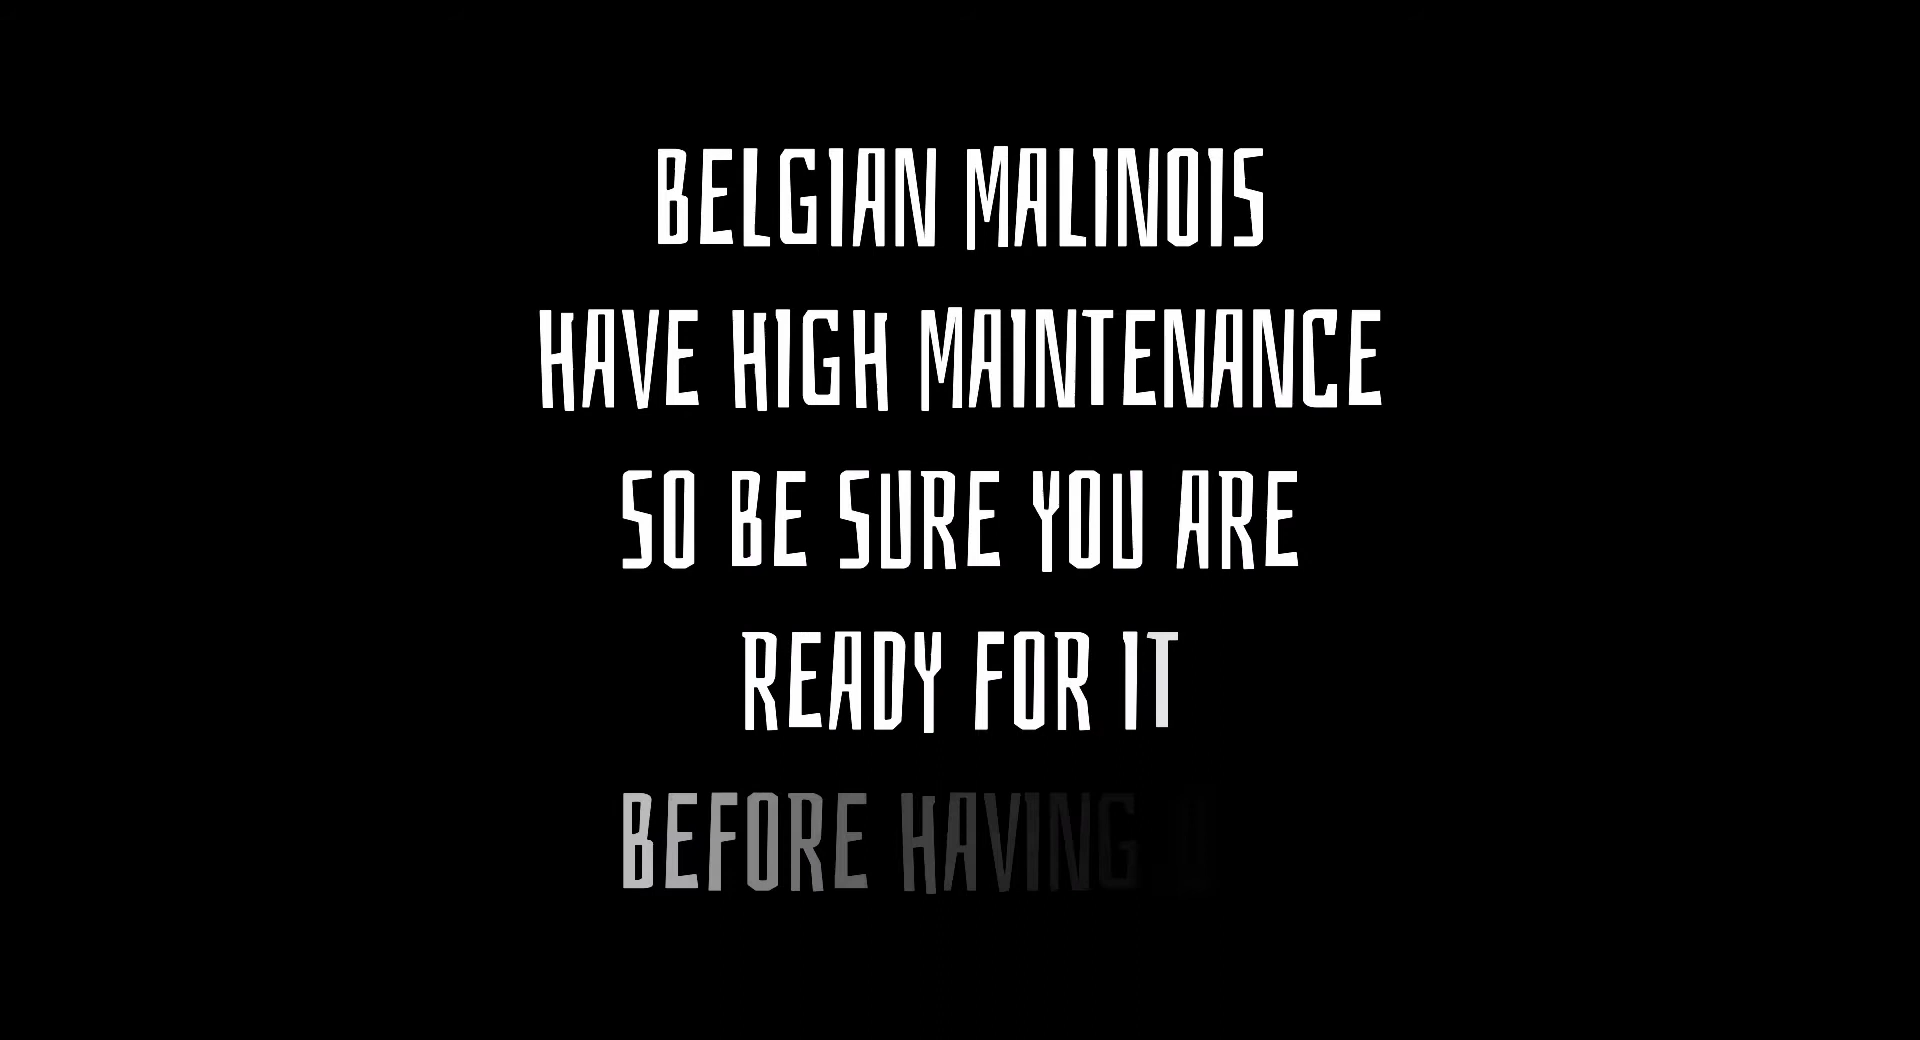 BELGIAN MALINOIS
HAVE HIGH MAINTENANCE
SO BE SURE YOU ARE
READY FOR IT
BEFORE HAVING